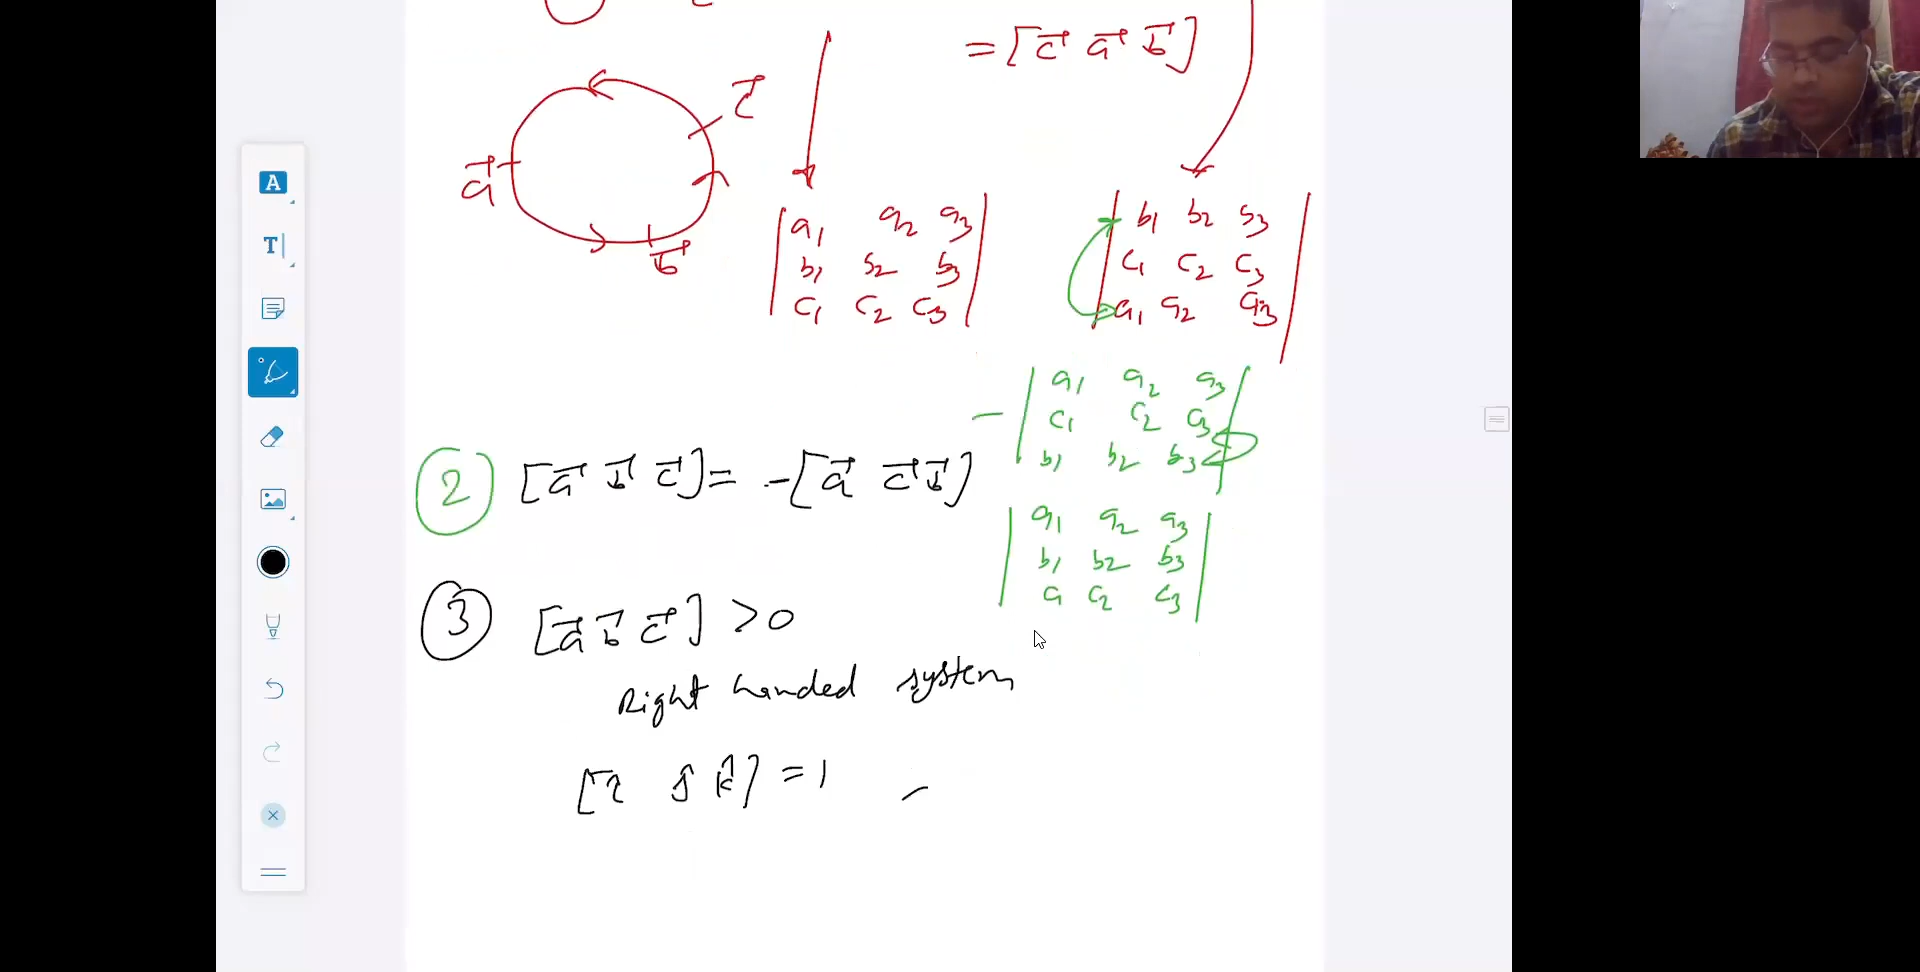 = [c⃗ a⃗ b⃗]
c⃗
a⃗
b⃗
a1 a2 a3
b1 b2 b3
c1 c2 c3
b1 b2 b3
c1 c2 c3
a1 a2 a3
- | a1 a2 a3
c1 c2 c3
b1 b2 b3 |
2 [a⃗ b⃗ c⃗] = -[a⃗ c⃗ b⃗]
a1 a2 a3
b1 b2 b3
c1 c2 c3
3 [a⃗ b⃗ c⃗] > 0
Right handed system
[î ĵ k̂] = 1
A
T